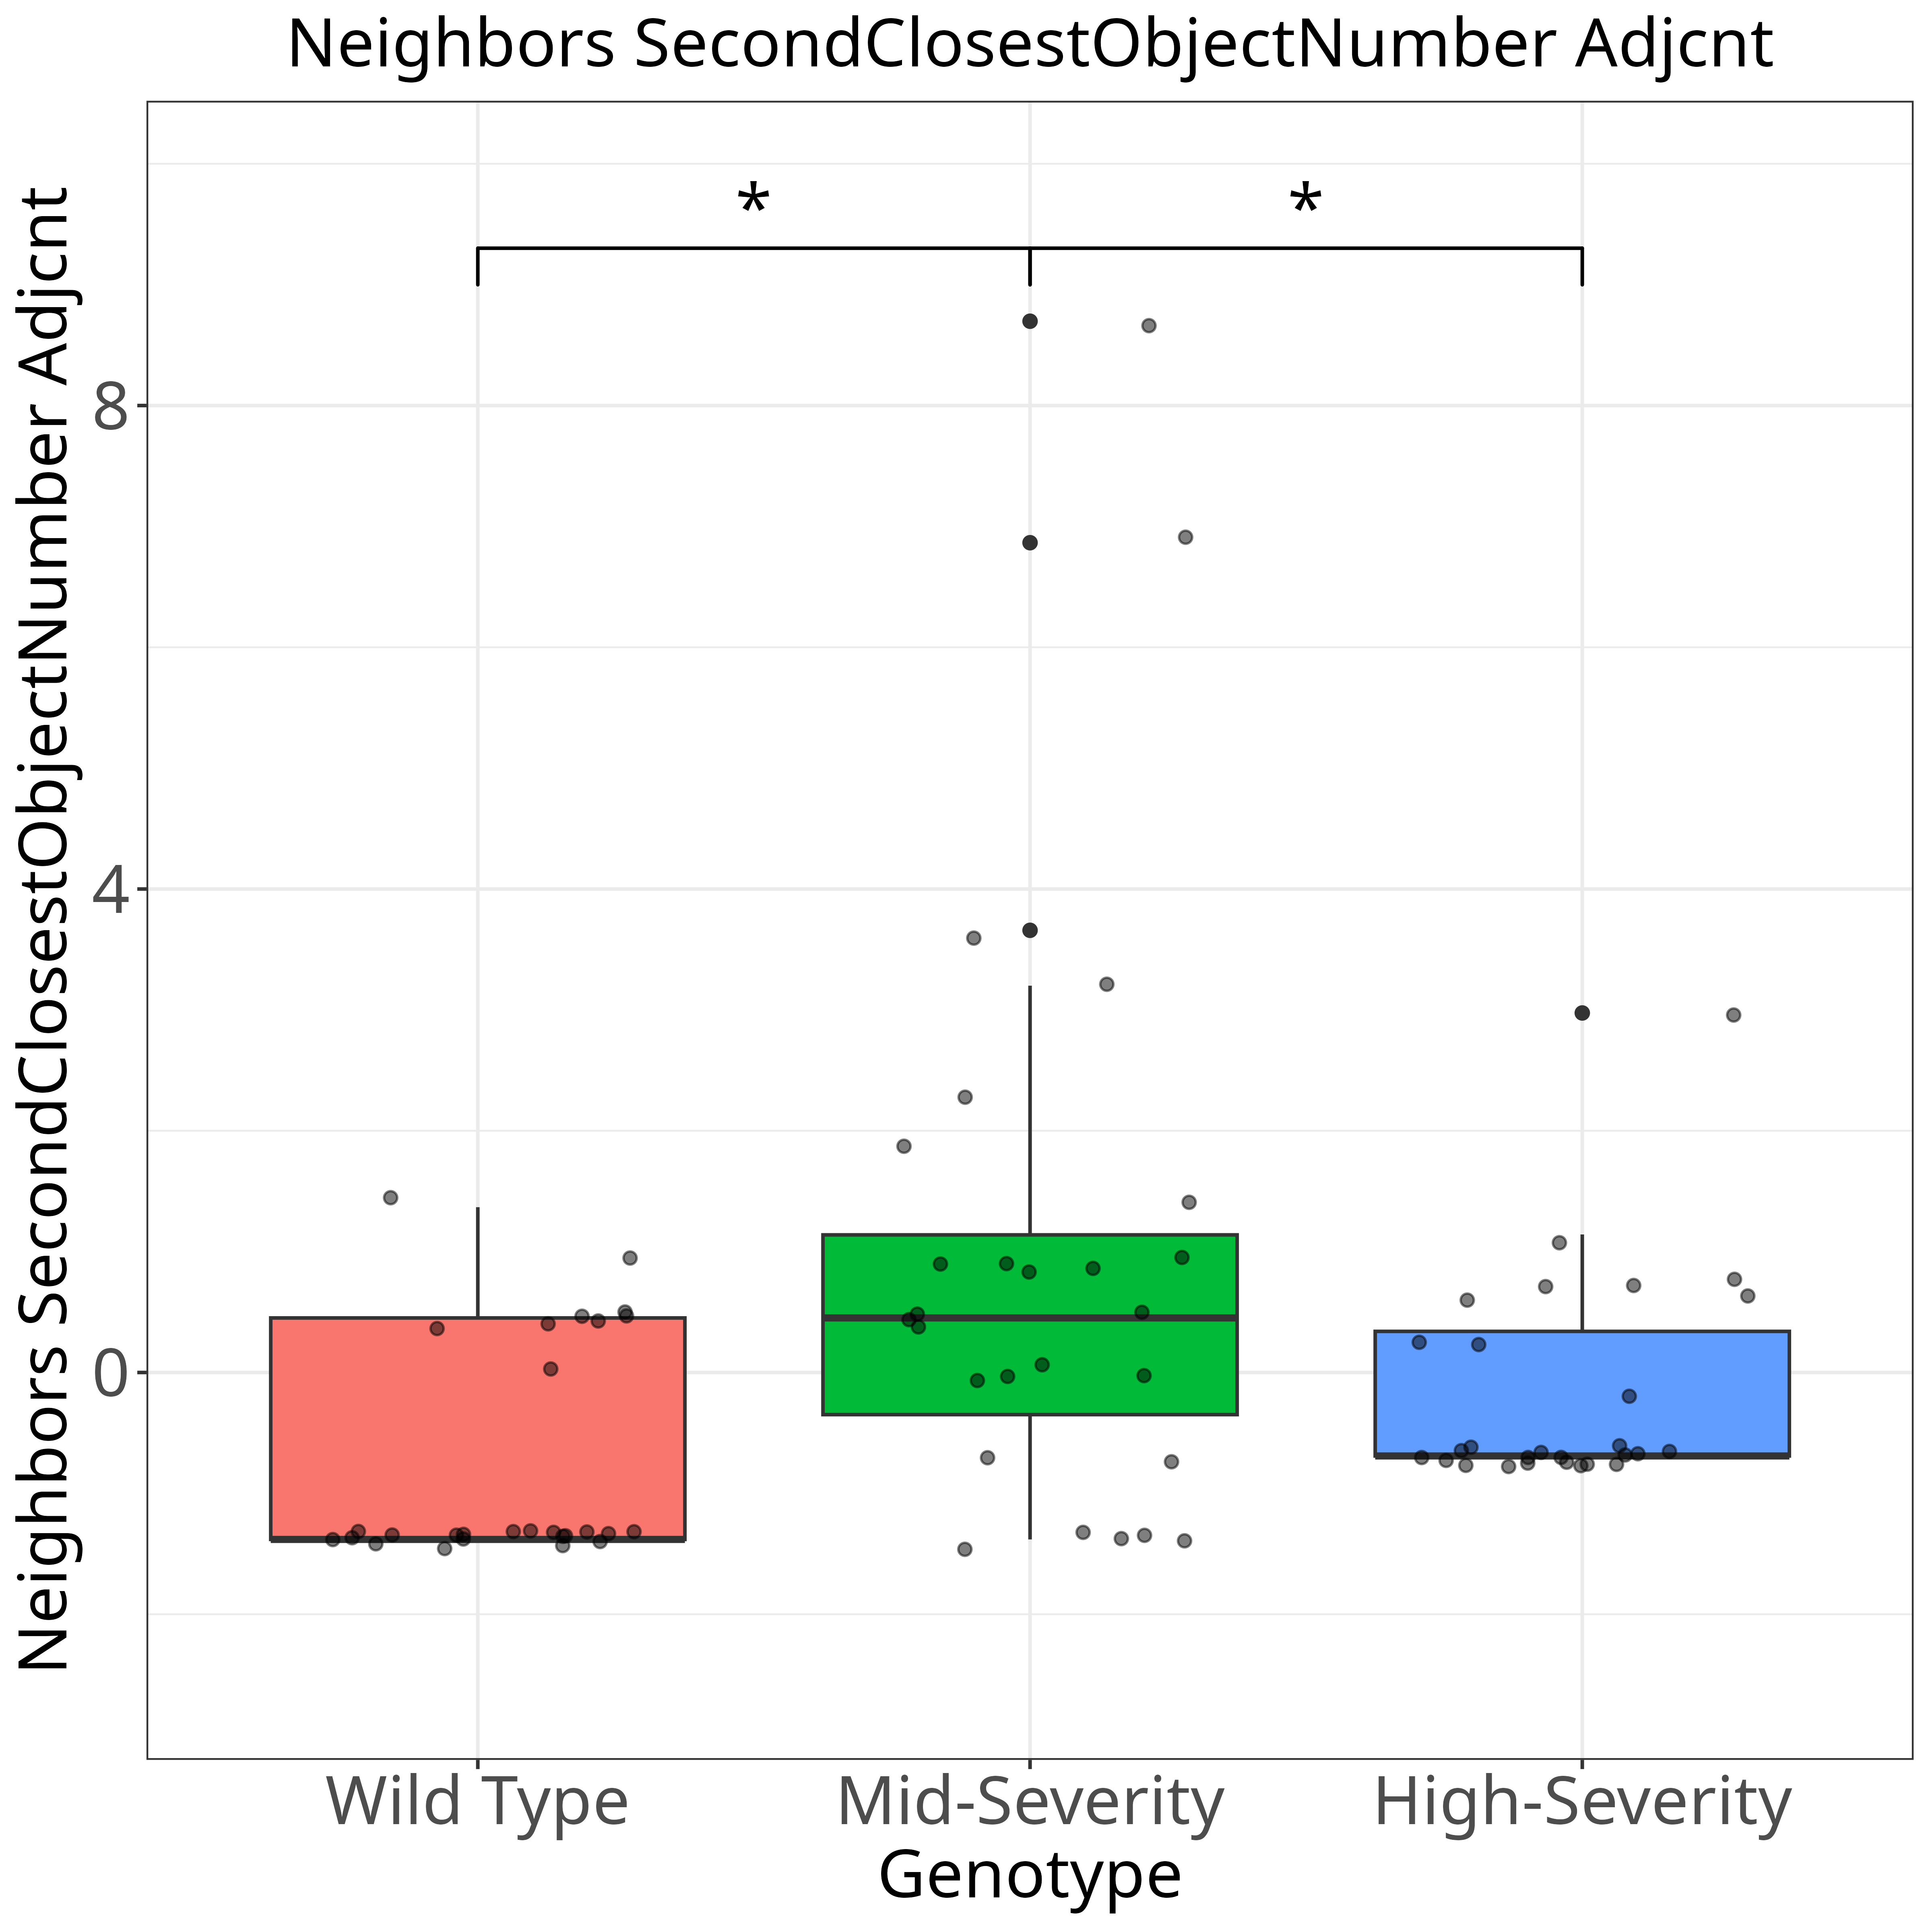 Neighbors SecondClosestObjectNumber Adjcnt
Neighbors SecondClosestObjectNumber Adjcnt
* *
8
4
0
Wild Type Mid-Severity High-Severity
Genotype